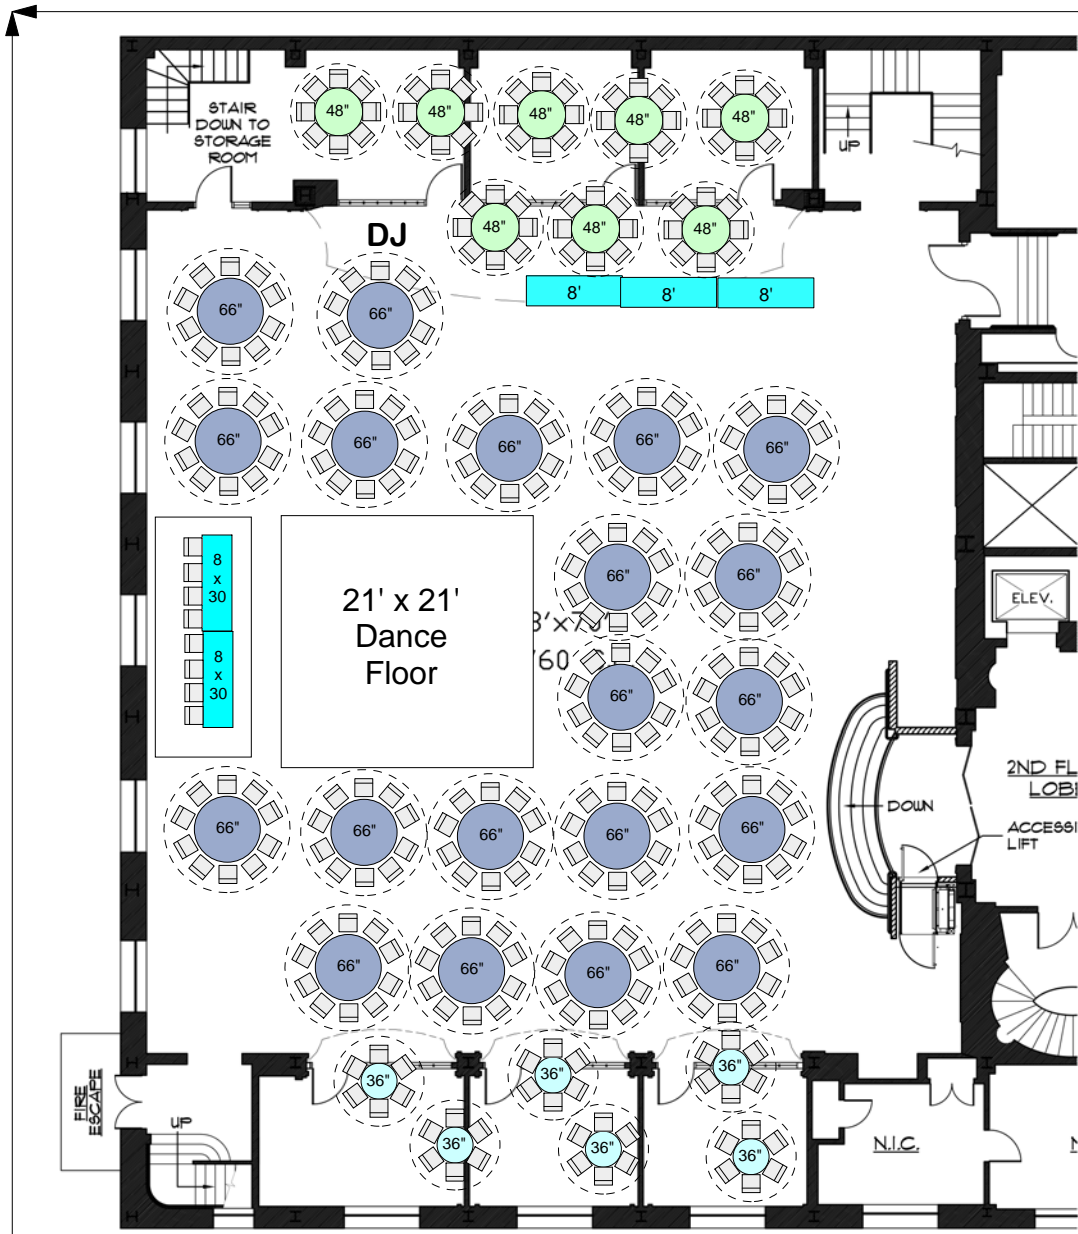 48"
48"
48"
48"
48"
STAIR
DOWN TO
STORAGE
ROOM
UP
48"
48"
48"
DJ
8'
8'
8'
66"
66"
66"
66"
66"
66"
66"
8
x
30
8
x
30
21' x 21'
Dance
Floor
66"
66"
66"
66"
ELEV.
66"
66"
66"
66"
66"
DOWN
2ND FL
LOBB
ACCESSI
LIFT
66"
66"
66"
66"
36"
36"
36"
36"
36"
36"
FIRE
ESCAPE
UP
N.I.C.